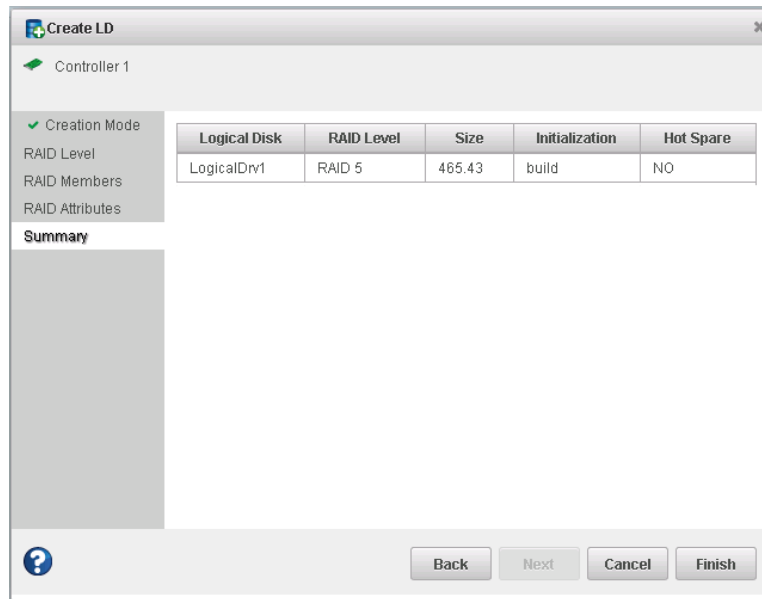 Create LD
Controller 1
Creation Mode
RAID Level
RAID Members
RAID Attributes
Summary
Logical Disk RAID Level Size Initialization Hot Spare
LogicalDrv1 RAID 5 465.43 build NO
? Back Next Cancel Finish